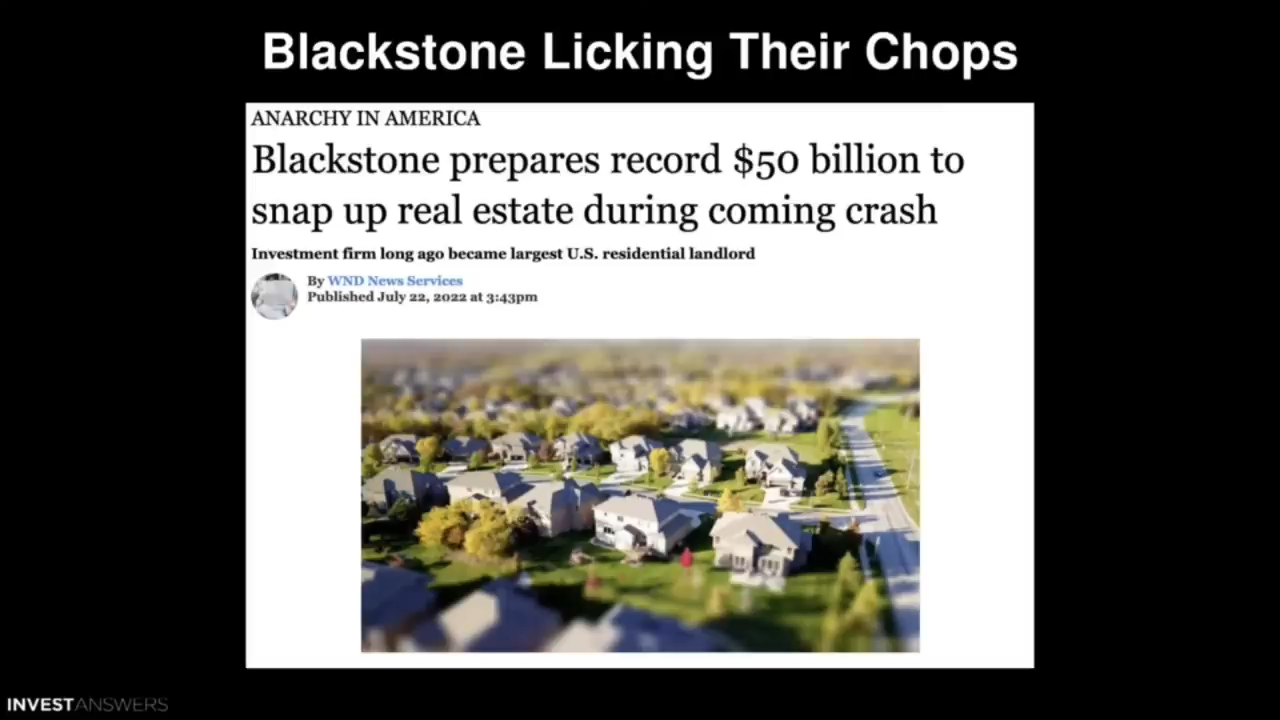 Blackstone Licking Their Chops
ANARCHY IN AMERICA
Blackstone prepares record $50 billion to
snap up real estate during coming crash
Investment firm long ago became largest U.S. residential landlord
By WND News Services
Published July 22, 2022 at 3:43pm
INVESTANSWERS